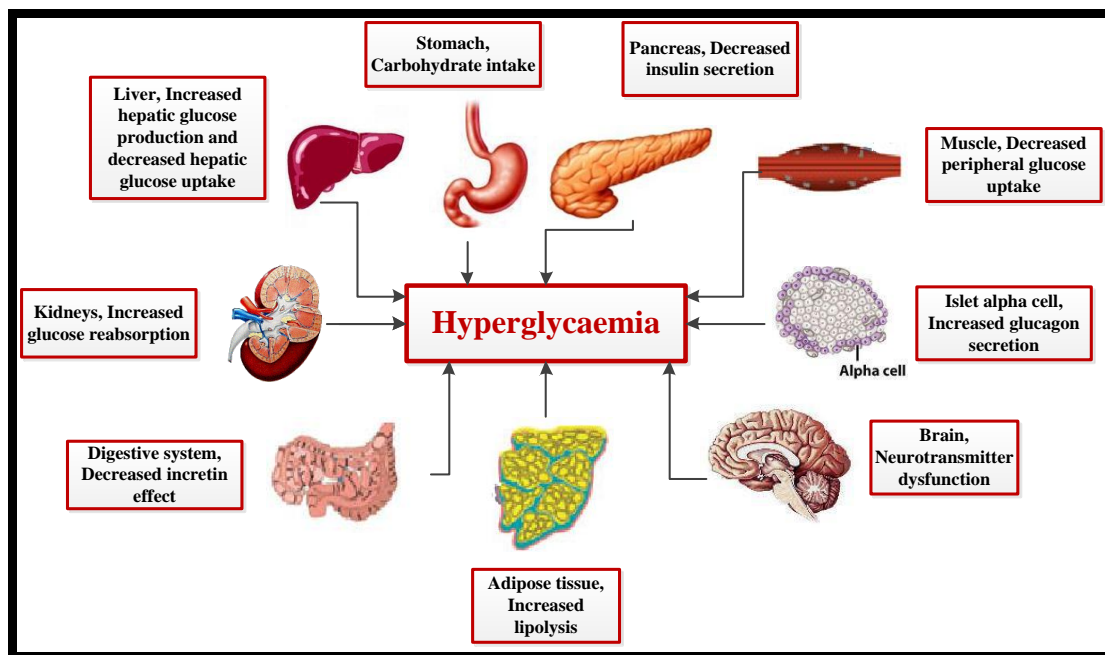 Stomach,
Carbohydrate intake
Pancreas, Decreased
insulin secretion
Liver, Increased
hepatic glucose
production and
decreased hepatic
glucose uptake
Muscle, Decreased
peripheral glucose
uptake
Kidneys, Increased
glucose reabsorption
Hyperglycaemia
Islet alpha cell,
Increased glucagon
secretion
Alpha cell
Digestive system,
Decreased incretin
effect
Brain,
Neurotransmitter
dysfunction
Adipose tissue,
Increased
lipolysis